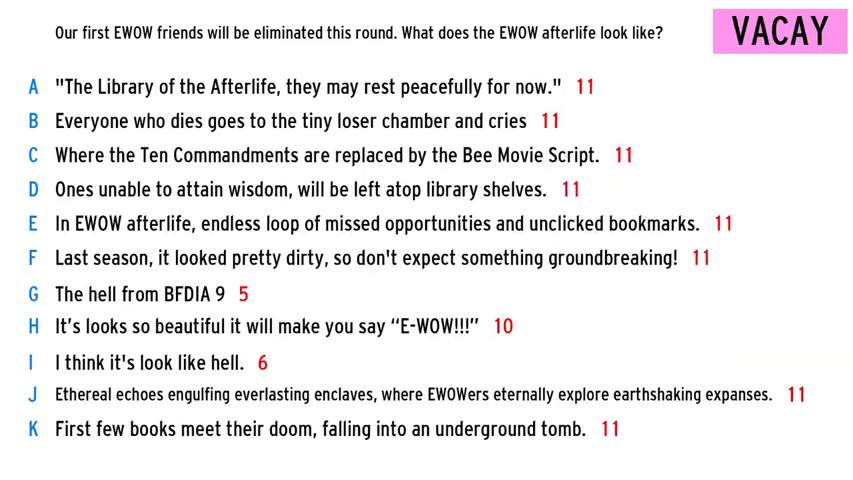 Our first EWOW friends will be eliminated this round. What does the EWOW afterlife look like?
VACAY
A "The Library of the Afterlife, they may rest peacefully for now." 11
B Everyone who dies goes to the tiny loser chamber and cries 11
C Where the Ten Commandments are replaced by the Bee Movie Script. 11
D Ones unable to attain wisdom, will be left atop library shelves. 11
E In EWOW afterlife, endless loop of missed opportunities and unclicked bookmarks. 11
F Last season, it looked pretty dirty, so don't expect something groundbreaking! 11
G The hell from BFDIA 9 5
H It’s looks so beautiful it will make you say “E-WOW!!!” 10
I I think it's look like hell. 6
J Ethereal echoes engulfing everlasting enclaves, where EWOWers eternally explore earthshaking expanses. 11
K First few books meet their doom, falling into an underground tomb. 11